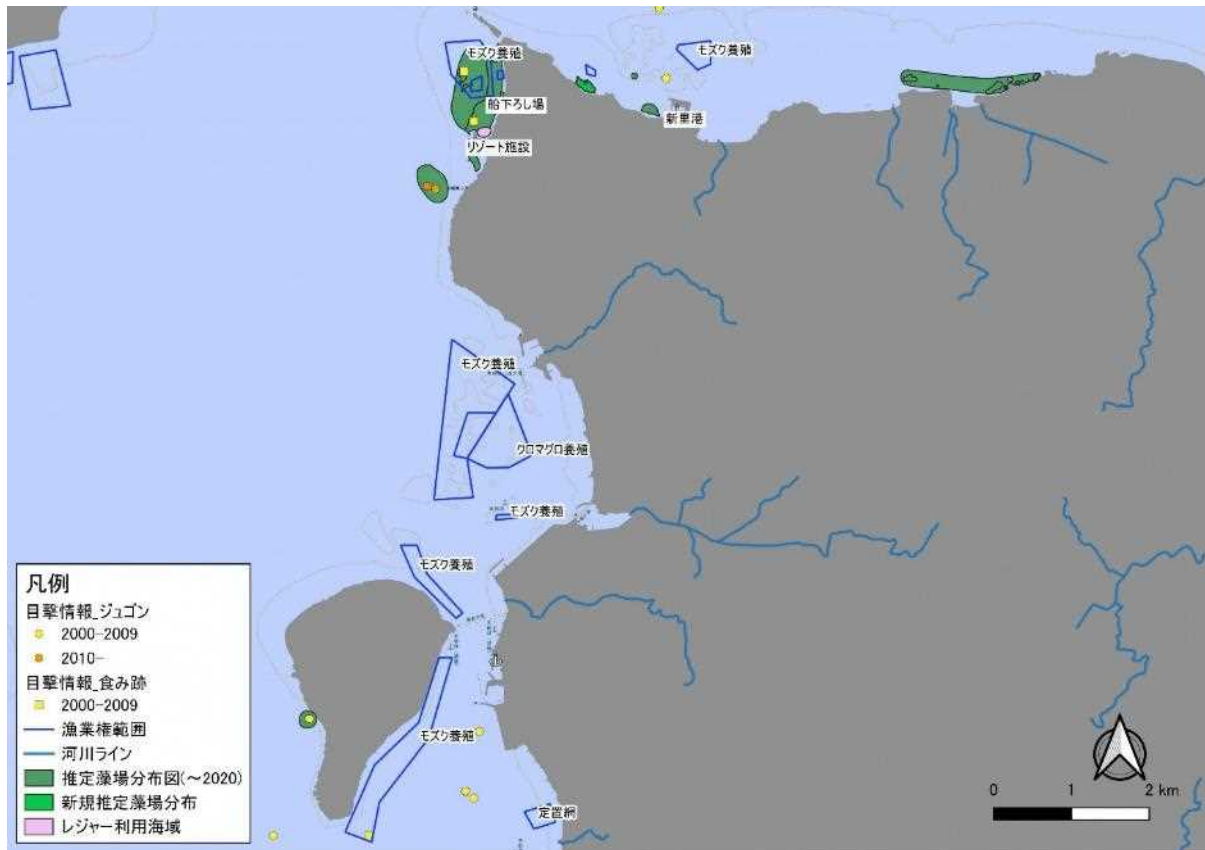 モズク養殖
モズク養殖
船下ろし場
新里港
リゾート施設
モズク養殖
クロマグロ養殖
モズク養殖
モズク養殖
モズク養殖
定置網
凡例
目撃情報_ジュゴン
2000-2009
2010-
目撃情報_食み跡
2000-2009
漁業権範囲
河川ライン
推定藻場分布図(～2020)
新規推定藻場分布
レジャー利用海域
0 1 2 km